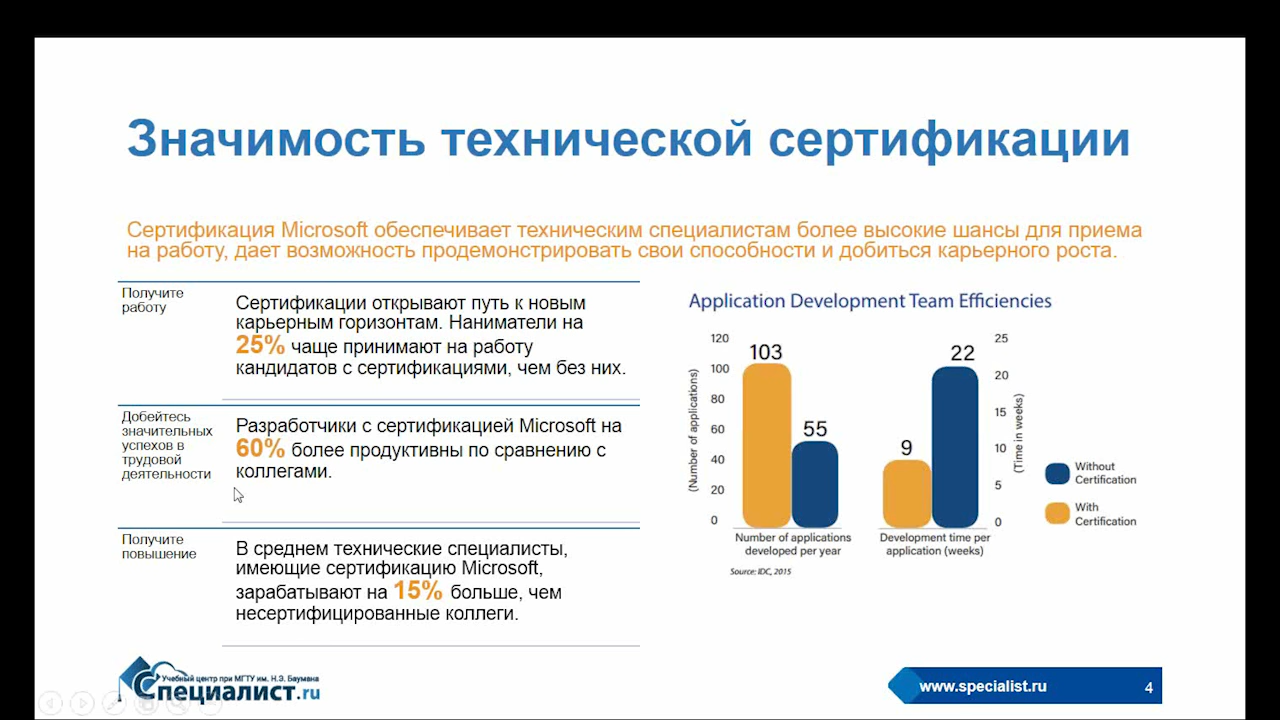 Значимость технической сертификации
Сертификация Microsoft обеспечивает техническим специалистам более высокие шансы для приема
на работу, дает возможность продемонстрировать свои способности и добиться карьерного роста.
Получите
работу
Сертификации открывают путь к новым
карьерным горизонтам. Наниматели на
25% чаще принимают на работу
кандидатов с сертификациями, чем без них.
Добейтесь
значительных
успехов в
трудовой
деятельности
Разработчики с сертификацией Microsoft на
60% более продуктивны по сравнению с
коллегами.
Получите
повышение
В среднем технические специалисты,
имеющие сертификацию Microsoft,
зарабатывают на 15% больше, чем
несертифицированные коллеги.
Application Development Team Efficiencies
(Number of applications)
120
100
80
60
40
20
0
103
55
9
22
25
20
15
10
5
0
(Time in weeks)
Number of applications
developed per year
Development time per
application (weeks)
Without
Certification
With
Certification
Source: IDC, 2015
Учебный центр при МГТУ им. Н.Э. Баумана
Специалист.ru
www.specialist.ru
4